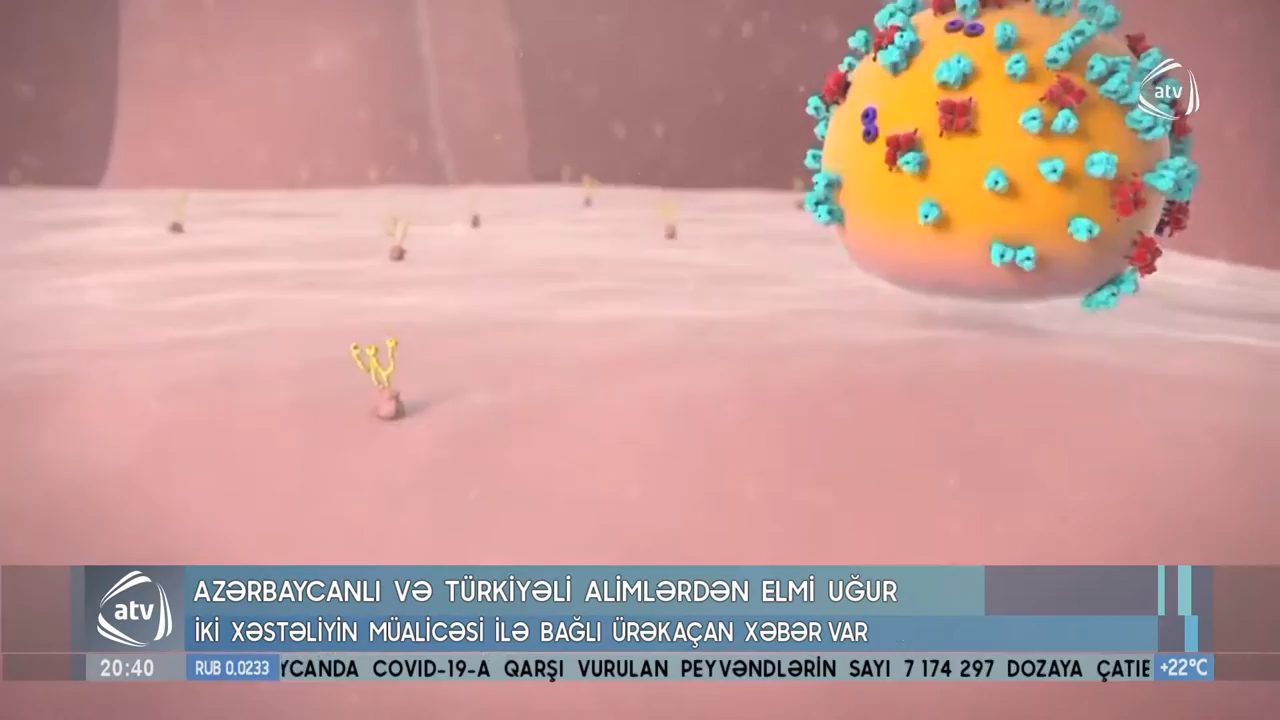 atv
atv
AZƏRBAYCANLI VƏ TÜRKİYƏLİ ALİMLƏRDƏN ELMİ UĞUR
İKİ XƏSTƏLİYİN MÜALİCƏSİ İLƏ BAĞLI ÜRƏKAÇAN XƏBƏR VAR
20:40 RUB 0.0233 YCANDA COVID-19-A QARŞI VURULAN PEYVƏNDLƏRİN SAYI 7 174 297 DOZAYA ÇATIB +22°C